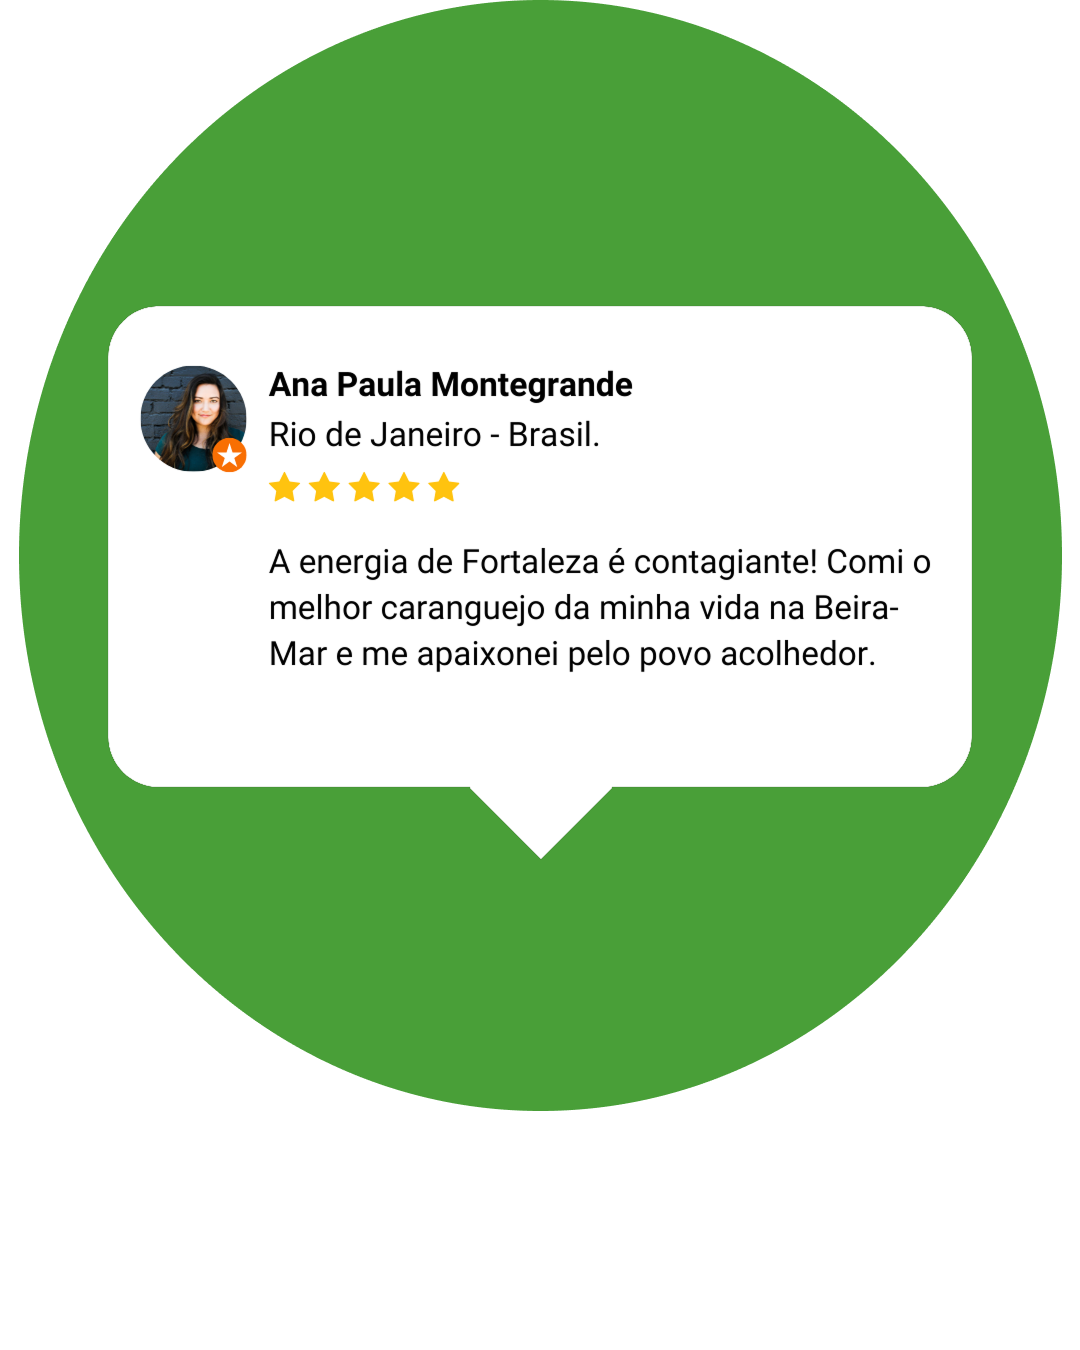 Ana Paula Montegrande
Rio de Janeiro - Brasil.
A energia de Fortaleza é contagiante! Comi o
melhor caranguejo da minha vida na Beira-
Mar e me apaixonei pelo povo acolhedor.